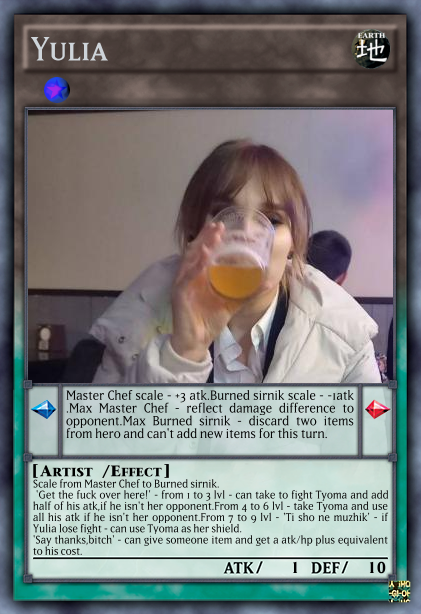 YULIA
EARTH
地
Master Chef scale - +3 atk.Burned sirnik scale - -1atk
.Max Master Chef - reflect damage difference to
opponent.Max Burned sirnik - discard two items
from hero and can't add new items for this turn.
[ARTIST /EFFECT]
Scale from Master Chef to Burned sirnik.
'Get the fuck over here!' - from 1 to 3 lvl - can take to fight Tyoma and add
half of his atk,if he isn't her opponent.From 4 to 6 lvl - take Tyoma and use
all his atk if he isn't her opponent.From 7 to 9 lvl - 'Ti sho ne muzhik' - if
Yulia lose fight - can use Tyoma as her shield.
'Say thanks,bitch' - can give someone item and get a atk/hp plus equivalent
to his cost.
ATK/ 1 DEF/ 10